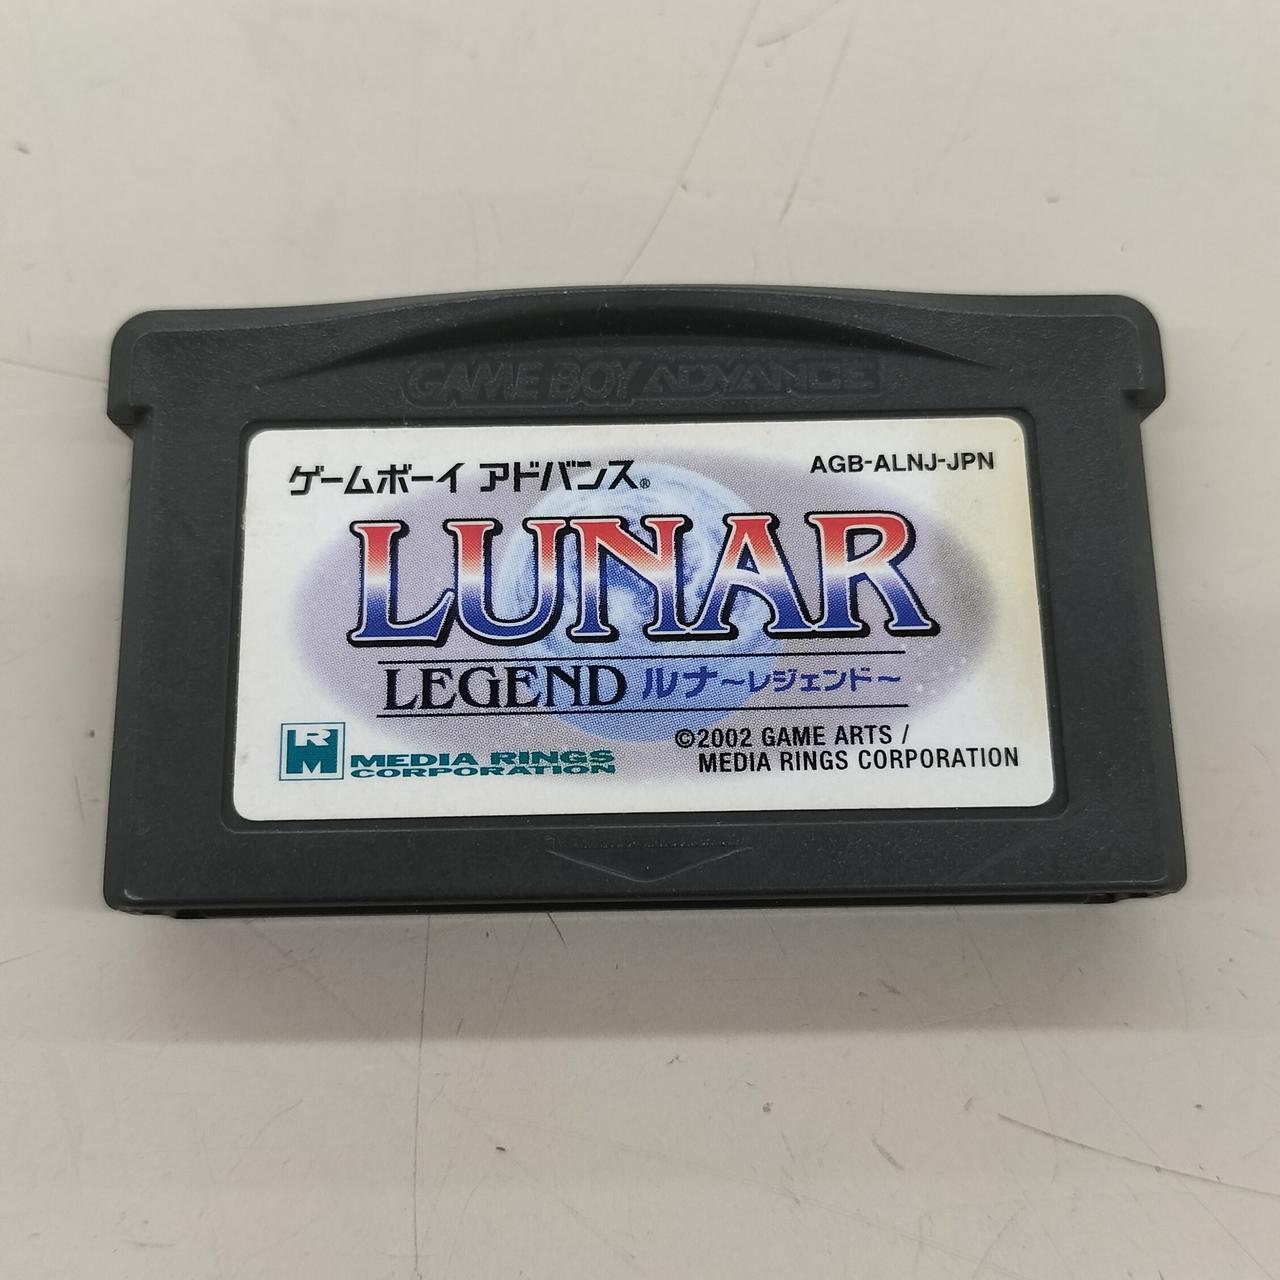 GAME BOY ADVANCE
ゲームボーイ アドバンス®
AGB-ALNJ-JPN
LUNAR
LEGEND ルナ～レジェンド～
RM
MEDIA RINGS
CORPORATION
©2002 GAME ARTS /
MEDIA RINGS CORPORATION